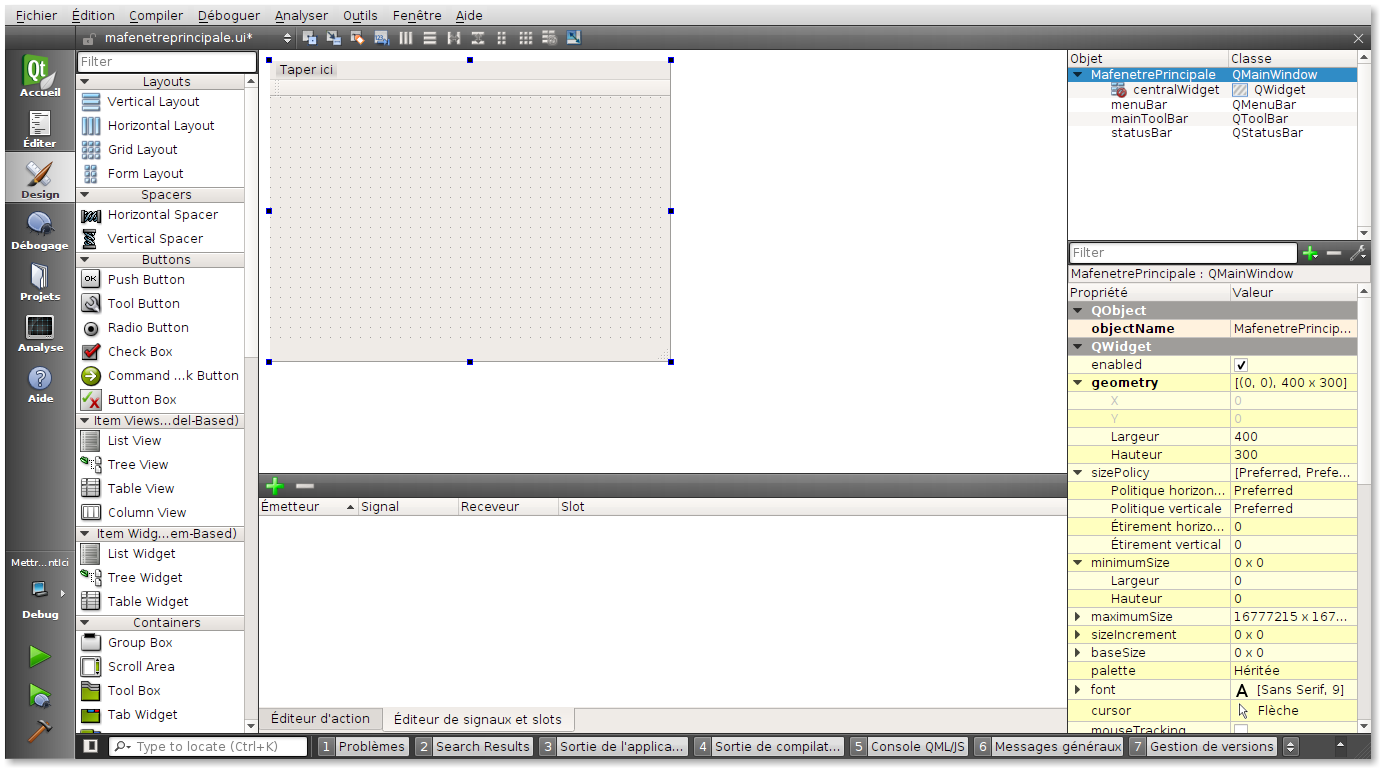 Fichier Édition Compiler Déboguer Analyser Outils Fenêtre Aide
mafenetreprincipale.ui*
Qt
Accueil
Éditer
Design
Débogage
Projets
Analyse
Aide
Mettr...ntIci
Debug
Filter
Layouts
Vertical Layout
Horizontal Layout
Grid Layout
Form Layout
Spacers
Horizontal Spacer
Vertical Spacer
Buttons
OK Push Button
Tool Button
Radio Button
Check Box
Command ...k Button
Button Box
Item Views...del-Based)
List View
Tree View
Table View
Column View
Item Widg...em-Based)
List Widget
Tree Widget
Table Widget
Containers
Group Box
Scroll Area
Tool Box
Tab Widget
Taper ici
Émetteur Signal Receveur Slot
Éditeur d'action Éditeur de signaux et slots
Objet Classe
MafenetrePrincipale QMainWindow
centralWidget QWidget
menuBar QMenuBar
mainToolBar QToolBar
statusBar QStatusBar
Filter
MafenetrePrincipale : QMainWindow
Propriété Valeur
QObject
objectName MafenetrePrincip...
QWidget
enabled
geometry [(0, 0), 400 x 300]
X 0
Y 0
Largeur 400
Hauteur 300
sizePolicy [Preferred, Prefe...
Politique horizon... Preferred
Politique verticale Preferred
Étirement horizo... 0
Étirement vertical 0
minimumSize 0 x 0
Largeur 0
Hauteur 0
maximumSize 16777215 x 167...
sizeIncrement 0 x 0
baseSize 0 x 0
palette Héritée
font A [Sans Serif, 9]
cursor Flèche
mouseTracking
Type to locate (Ctrl+K) 1 Problèmes 2 Search Results 3 Sortie de l'applica... 4 Sortie de compilat... 5 Console QML/JS 6 Messages généraux 7 Gestion de versions